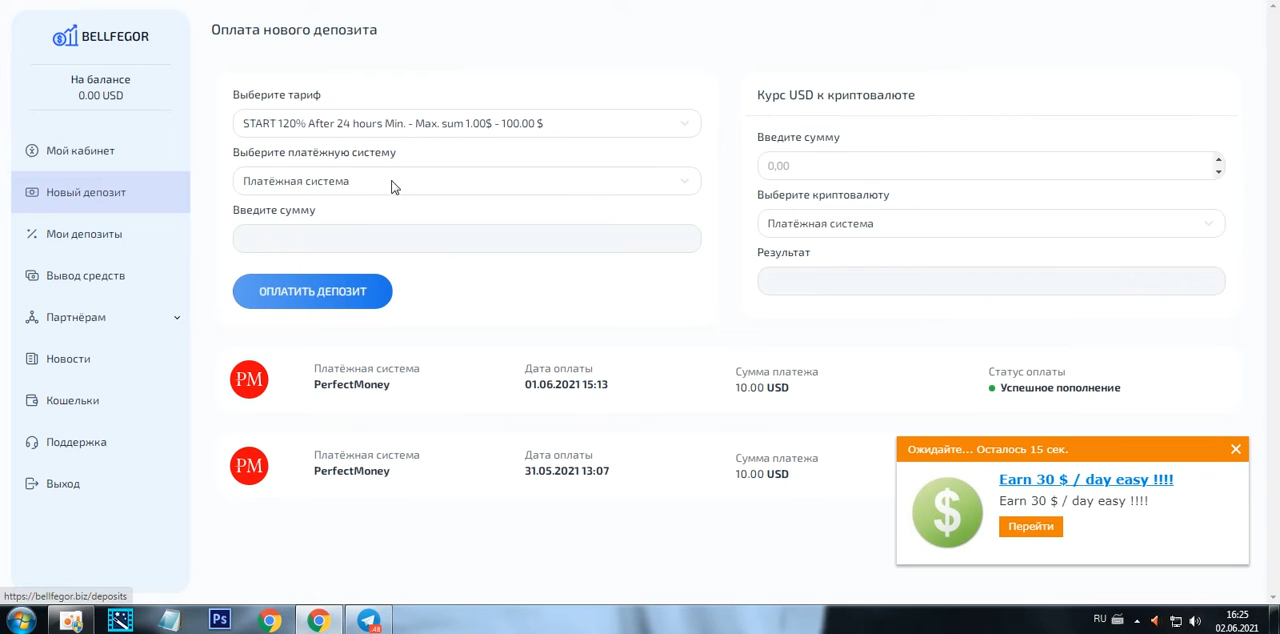 BELLFEGOR
На балансе
0.00 USD
Мой кабинет
Новый депозит
Мои депозиты
Вывод средств
Партнёрам
Новости
Кошельки
Поддержка
Выход
Оплата нового депозита
Выберите тариф
START 120% After 24 hours Min. - Max. sum 1.00$ - 100.00 $
Выберите платёжную систему
Платёжная система
Введите сумму
ОПЛАТИТЬ ДЕПОЗИТ
Курс USD к криптовалюте
Введите сумму
0,00
Выберите криптовалюту
Платёжная система
Результат
PM
Платёжная система
PerfectMoney
Дата оплаты
01.06.2021 15:13
Сумма платежа
10.00 USD
Статус оплаты
Успешное пополнение
PM
Платёжная система
PerfectMoney
Дата оплаты
31.05.2021 13:07
Сумма платежа
10.00 USD
Ожидайте... Осталось 15 сек.
$
Earn 30 $ / day easy !!!!
Earn 30 $ / day easy !!!!
Перейти
https://bellfegor.biz/deposits
Ps
48
RU
16:25
02.06.2021